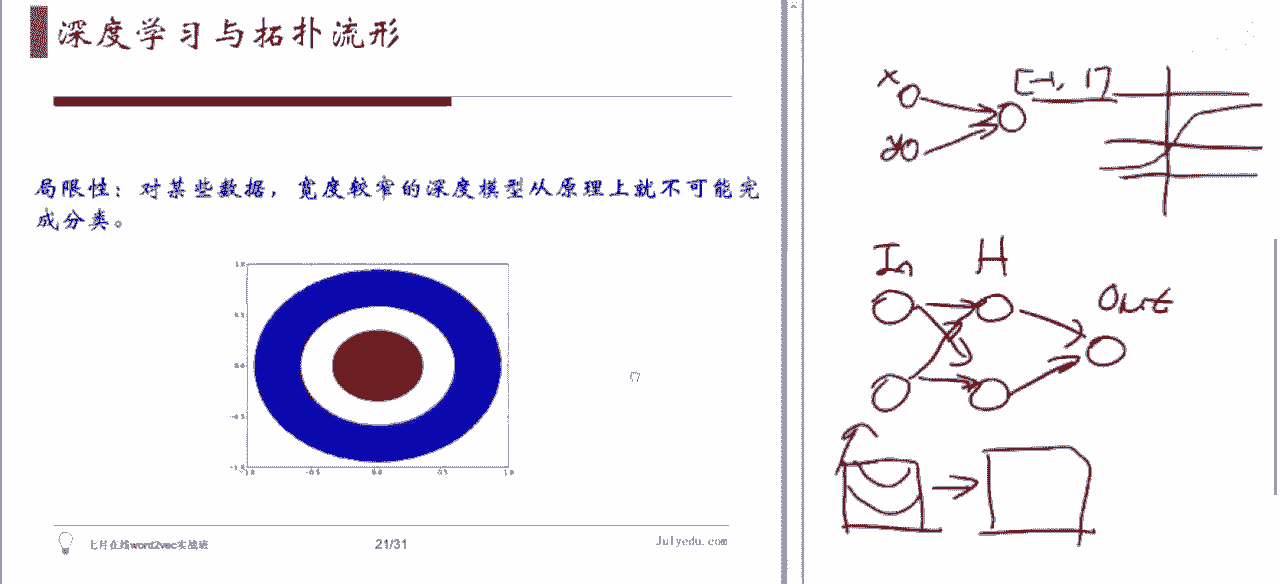 深度学习与拓扑流形
局限性：对某些数据，宽度较窄的深度模型从原理上就不可能完
成分类。
1.0
0.5
0.0
-0.5
-1.0
-1.0 -0.5 0.0 0.5 1.0
七月在线word2vec实战班
21/31
Julyedu.com
x
[-1, 1]
y
In
H
Out